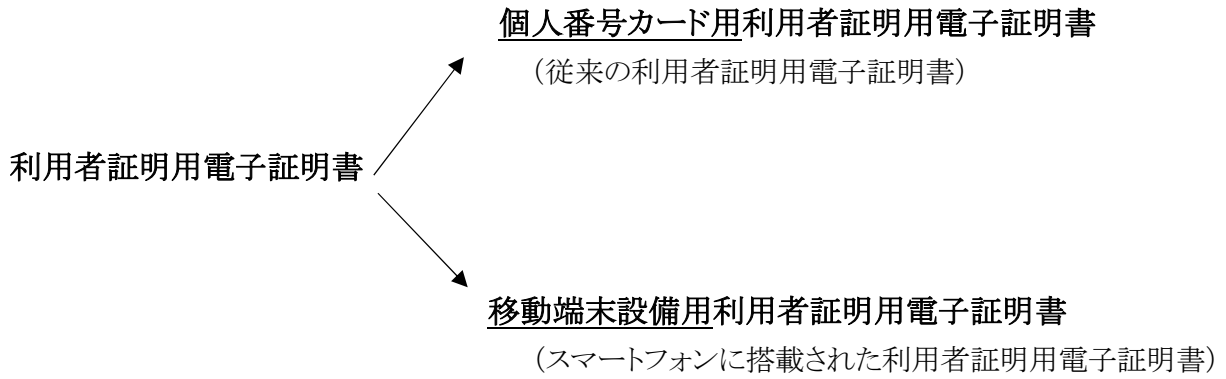 個人番号カード用利用者証明用電子証明書
（従来の利用者証明用電子証明書）
利用者証明用電子証明書
移動端末設備用利用者証明用電子証明書
（スマートフォンに搭載された利用者証明用電子証明書）